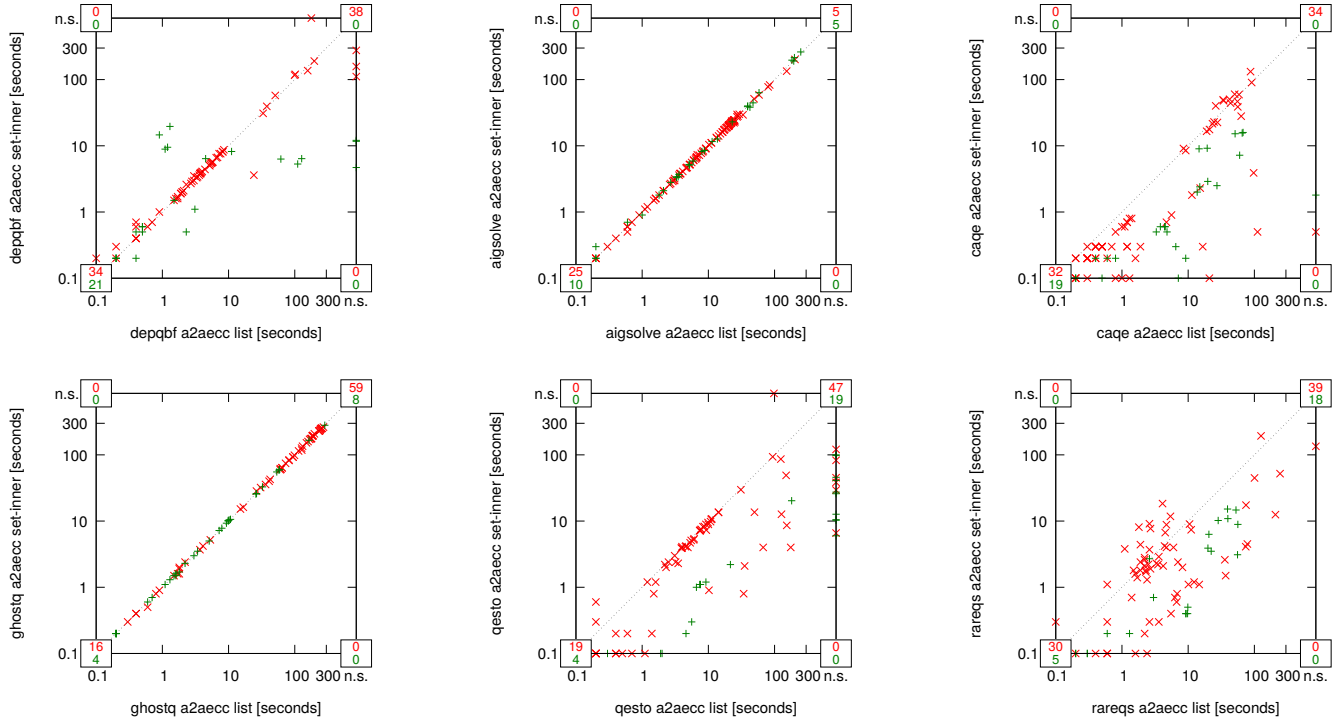 n.s. 0 0 38 0
300
100
10
1
0.1 34 21 0 0
0.1 1 10 100 300 n.s.
depqbf a2aecc list [seconds]
depqbf a2aecc set-inner [seconds]
n.s. 0 0 5 5
300
100
10
1
0.1 25 10 0 0
0.1 1 10 100 300 n.s.
aigsolve a2aecc list [seconds]
aigsolve a2aecc set-inner [seconds]
n.s. 0 0 34 0
300
100
10
1
0.1 32 19 0 0
0.1 1 10 100 300 n.s.
caqe a2aecc list [seconds]
caqe a2aecc set-inner [seconds]
n.s. 0 0 59 8
300
100
10
1
0.1 16 4 0 0
0.1 1 10 100 300 n.s.
ghostq a2aecc list [seconds]
ghostq a2aecc set-inner [seconds]
n.s. 0 0 47 19
300
100
10
1
0.1 19 4 0 0
0.1 1 10 100 300 n.s.
qesto a2aecc list [seconds]
qesto a2aecc set-inner [seconds]
n.s. 0 0 39 18
300
100
10
1
0.1 30 5 0 0
0.1 1 10 100 300 n.s.
rareqs a2aecc list [seconds]
rareqs a2aecc set-inner [seconds]